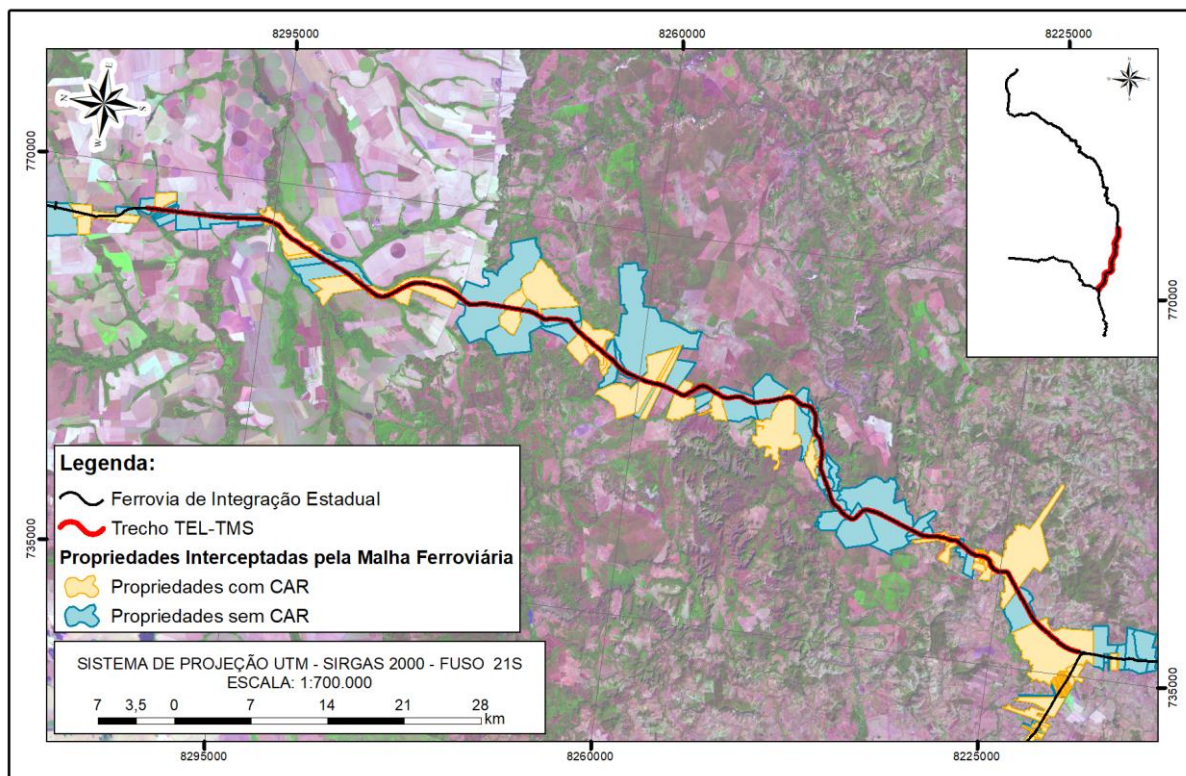 8295000
8260000
8225000
N
L
S
W
770000
770000
735000
735000
Legenda:
Ferrovia de Integração Estadual
Trecho TEL-TMS
Propriedades Interceptadas pela Malha Ferroviária
Propriedades com CAR
Propriedades sem CAR
SISTEMA DE PROJEÇÃO UTM - SIRGAS 2000 - FUSO 21S
ESCALA: 1:700.000
7 3,5 0 7 14 21 28
km
8295000
8260000
8225000